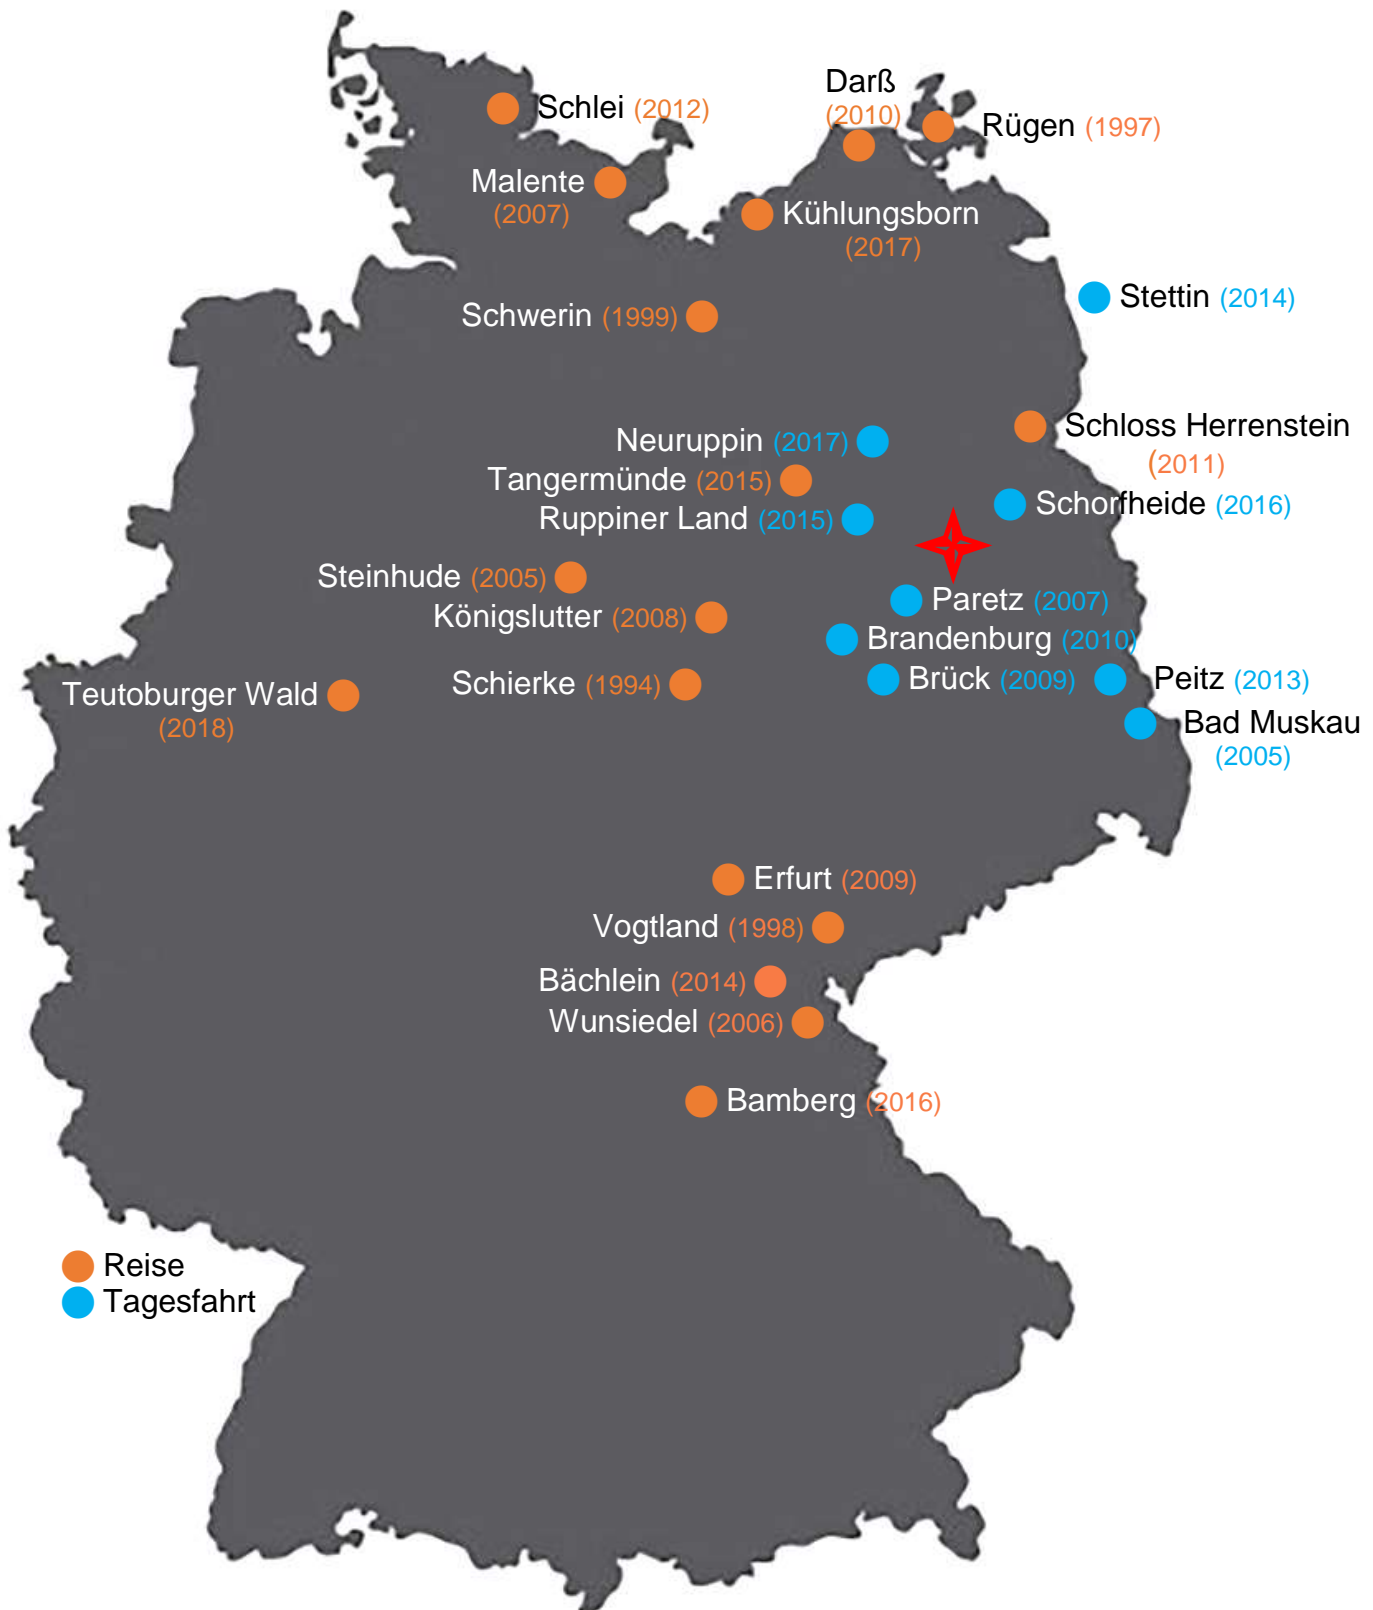 Darß
(2010)
Schlei (2012)
Rügen (1997)
Malente
(2007)
Kühlungsborn
(2017)
Stettin (2014)
Schwerin (1999)
Schloss Herrenstein
(2011)
Neuruppin (2017)
Tangermünde (2015)
Schorfheide (2016)
Ruppiner Land (2015)
Steinhude (2005)
Paretz (2007)
Königslutter (2008)
Brandenburg (2010)
Schierke (1994)
Brück (2009)
Peitz (2013)
Teutoburger Wald
(2018)
Bad Muskau
(2005)
Erfurt (2009)
Vogtland (1998)
Bächlein (2014)
Wunsiedel (2006)
Bamberg (2016)
Reise
Tagesfahrt